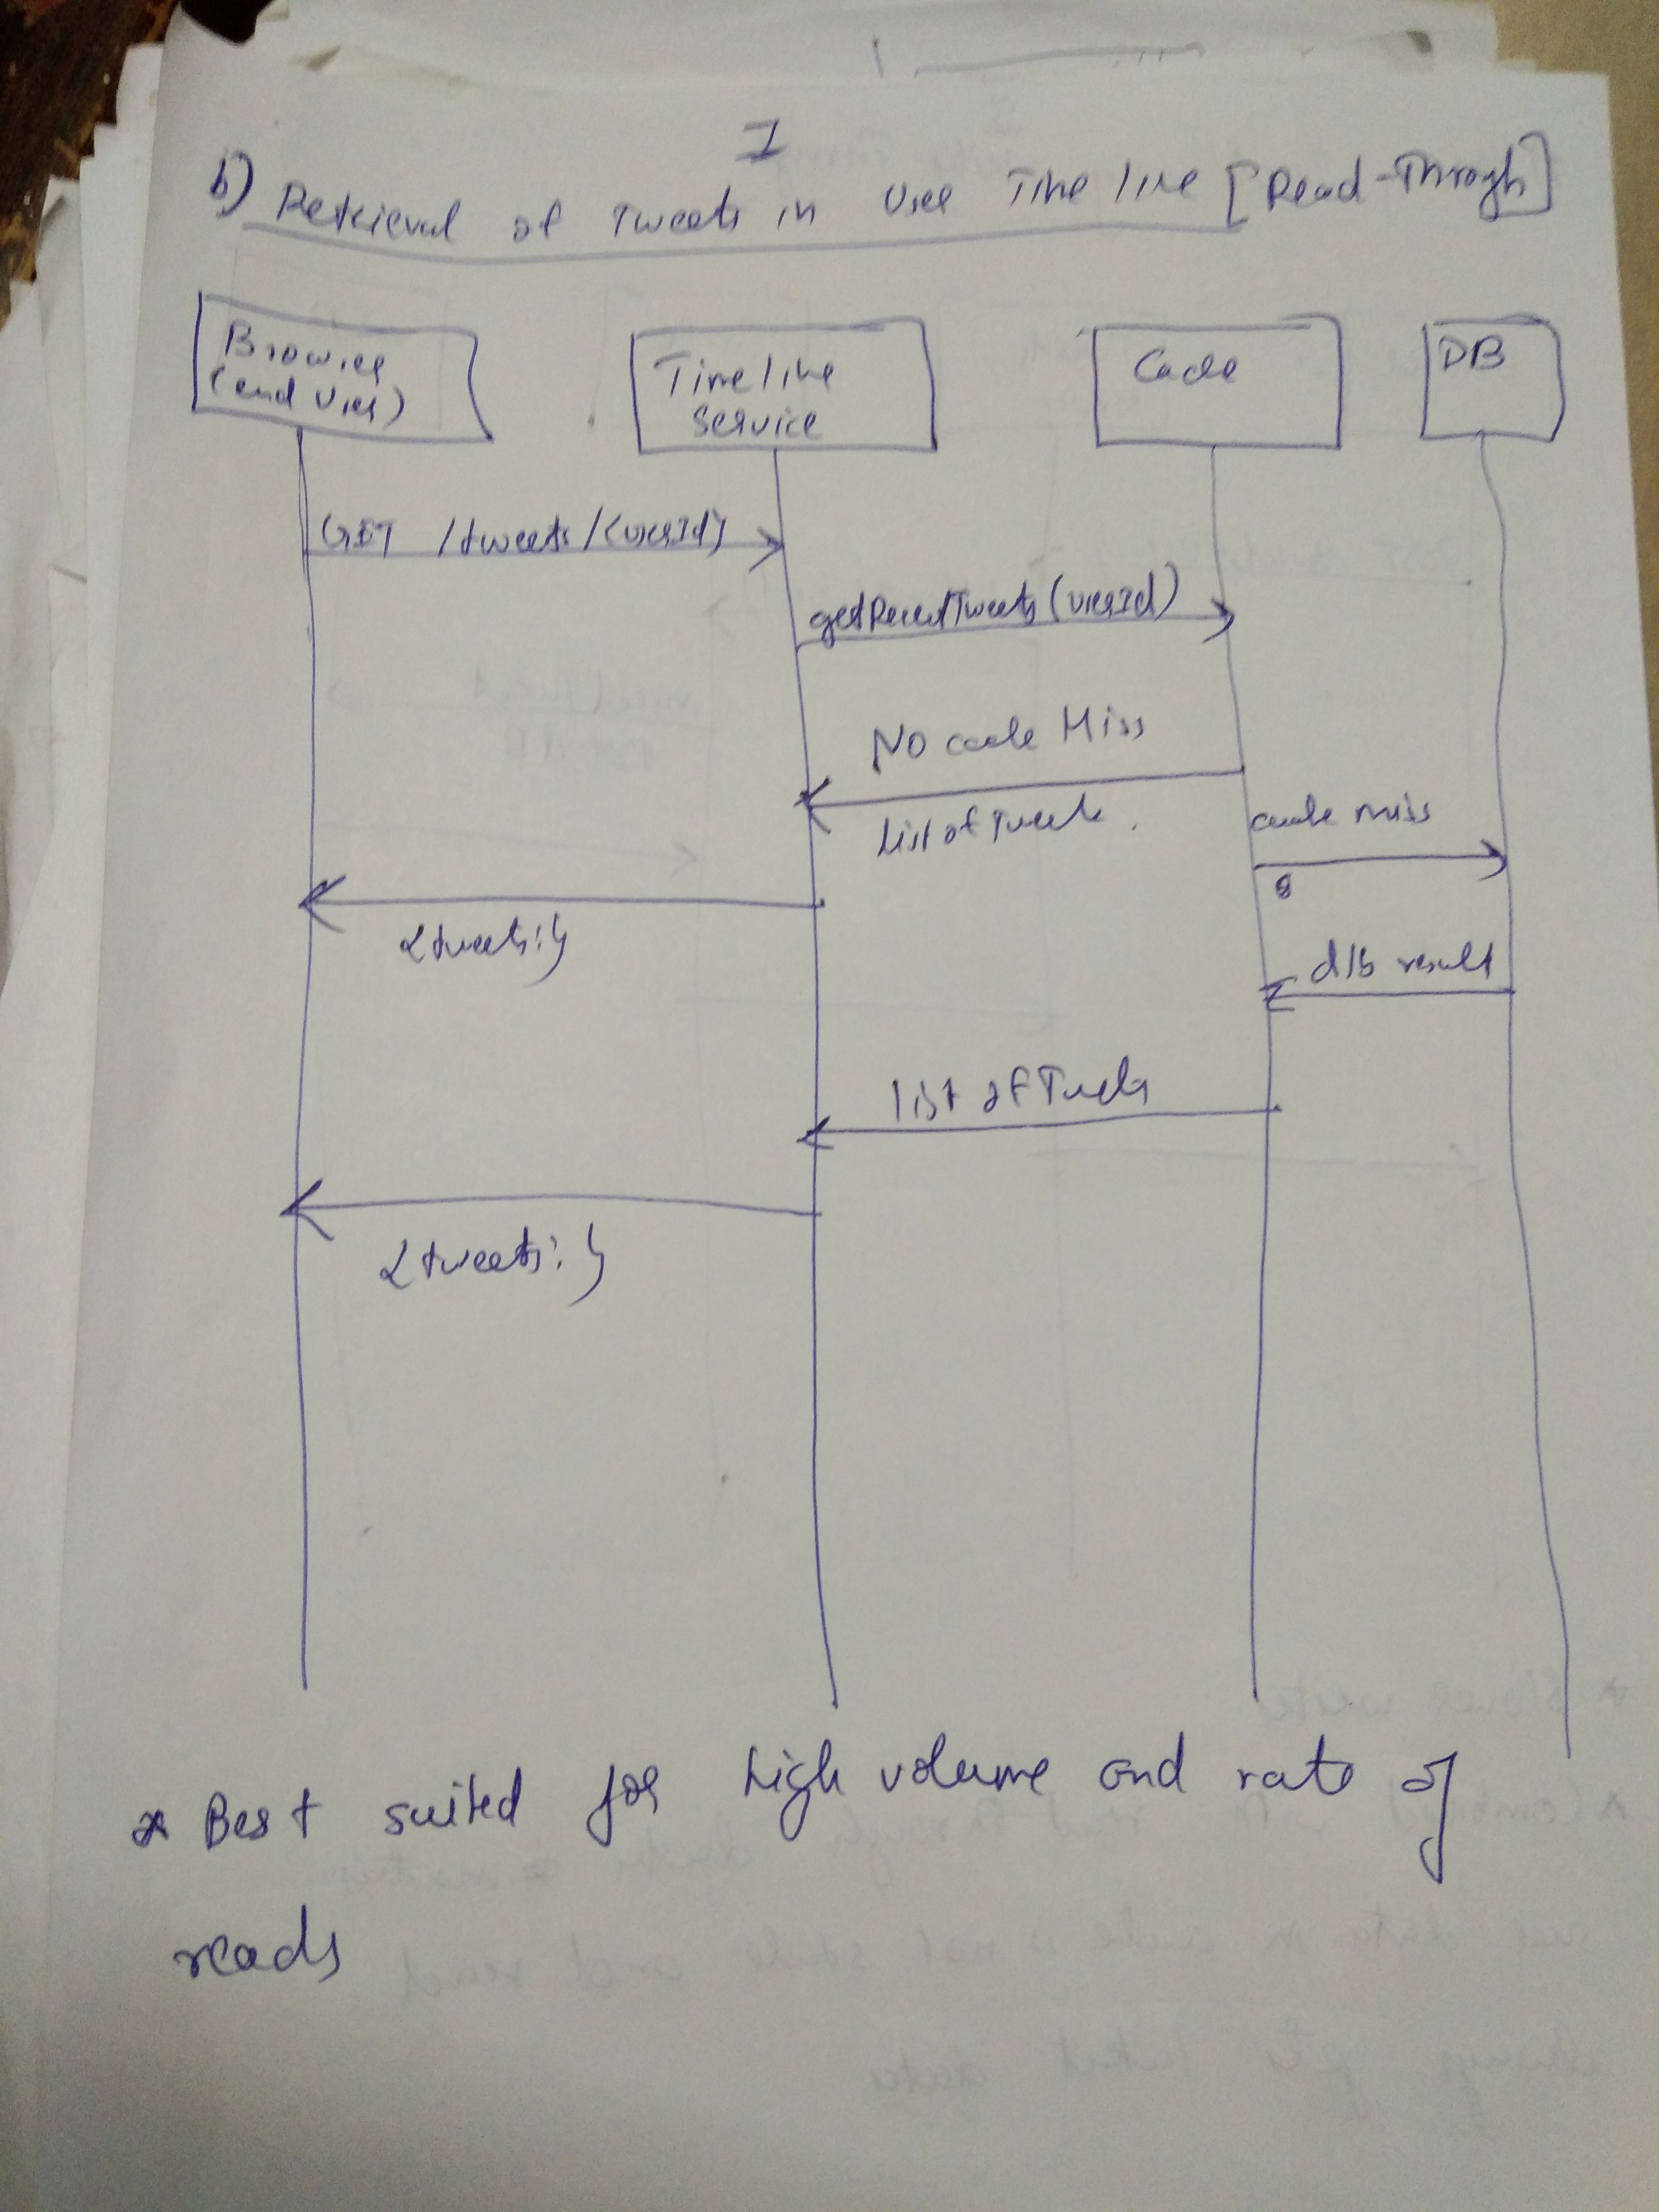 I
b) Retrieval of Tweets in User Timeline [Read-Throgh]
Browser
(end User)
Timeline
Service
Cache
DB
GET /tweets/{userId}
getRecentTweets(userId)
No cache Miss
List of Tweets
cache miss
{tweets:}
d/b result
list of Tweets
{tweets:}
* Best suited for high volume and rate of
reads